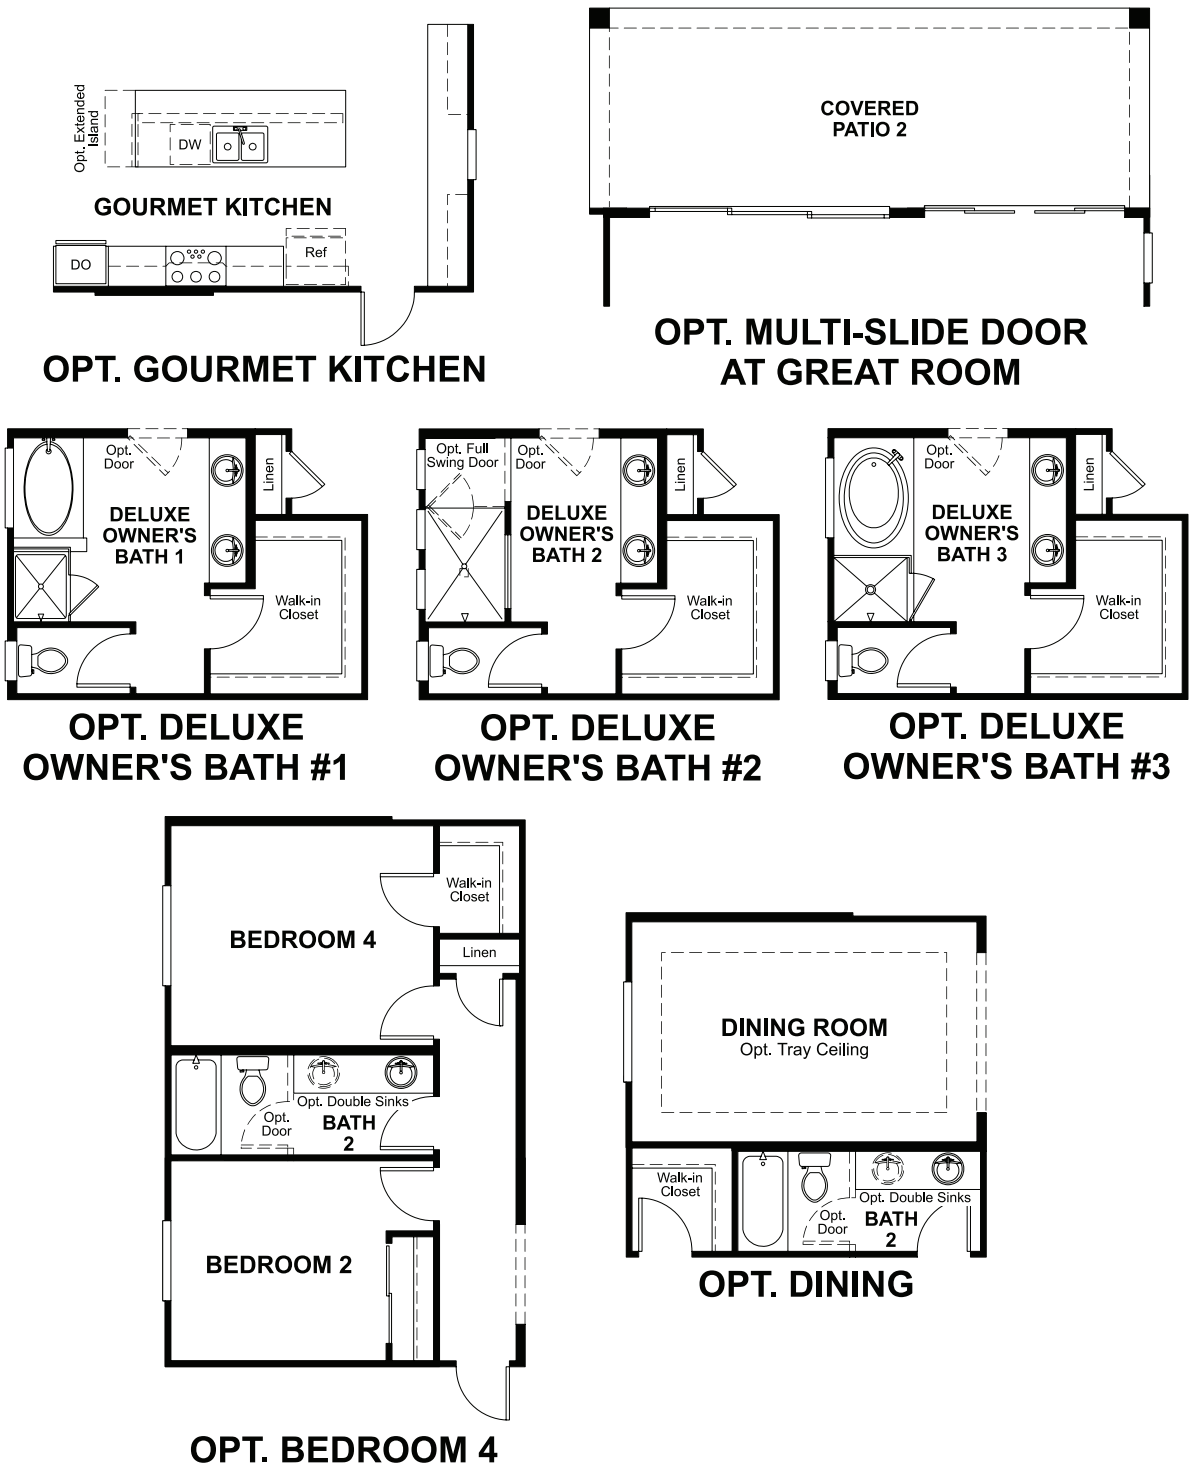 Opt. Extended
Island
DW
GOURMET KITCHEN
DO
Ref
OPT. GOURMET KITCHEN
COVERED
PATIO 2
OPT. MULTI-SLIDE DOOR
AT GREAT ROOM
Opt.
Door
Linen
DELUXE
OWNER'S
BATH 1
Walk-in
Closet
OPT. DELUXE
OWNER'S BATH #1
Opt. Full
Swing Door
Opt.
Door
Linen
DELUXE
OWNER'S
BATH 2
Walk-in
Closet
OPT. DELUXE
OWNER'S BATH #2
Opt.
Door
Linen
DELUXE
OWNER'S
BATH 3
Walk-in
Closet
OPT. DELUXE
OWNER'S BATH #3
Walk-in
Closet
BEDROOM 4
Linen
Opt. Double Sinks
Opt.
Door
BATH
2
BEDROOM 2
OPT. BEDROOM 4
DINING ROOM
Opt. Tray Ceiling
Walk-in
Closet
Opt. Double Sinks
Opt.
Door
BATH
2
OPT. DINING